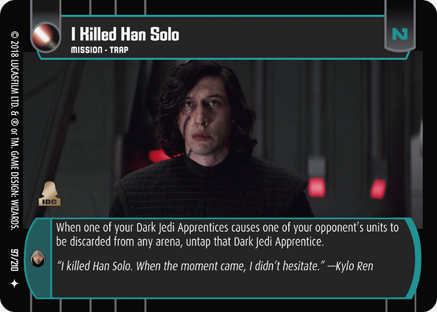 I Killed Han Solo
MISSION - TRAP
N
IDC
When one of your Dark Jedi Apprentices causes one of your opponent's units to
be discarded from any arena, untap that Dark Jedi Apprentice.
"I killed Han Solo. When the moment came, I didn't hesitate." —Kylo Ren
© 2018 LUCASFILM LTD. & ® or TM. GAME DESIGN: WIZARDS.
97/210